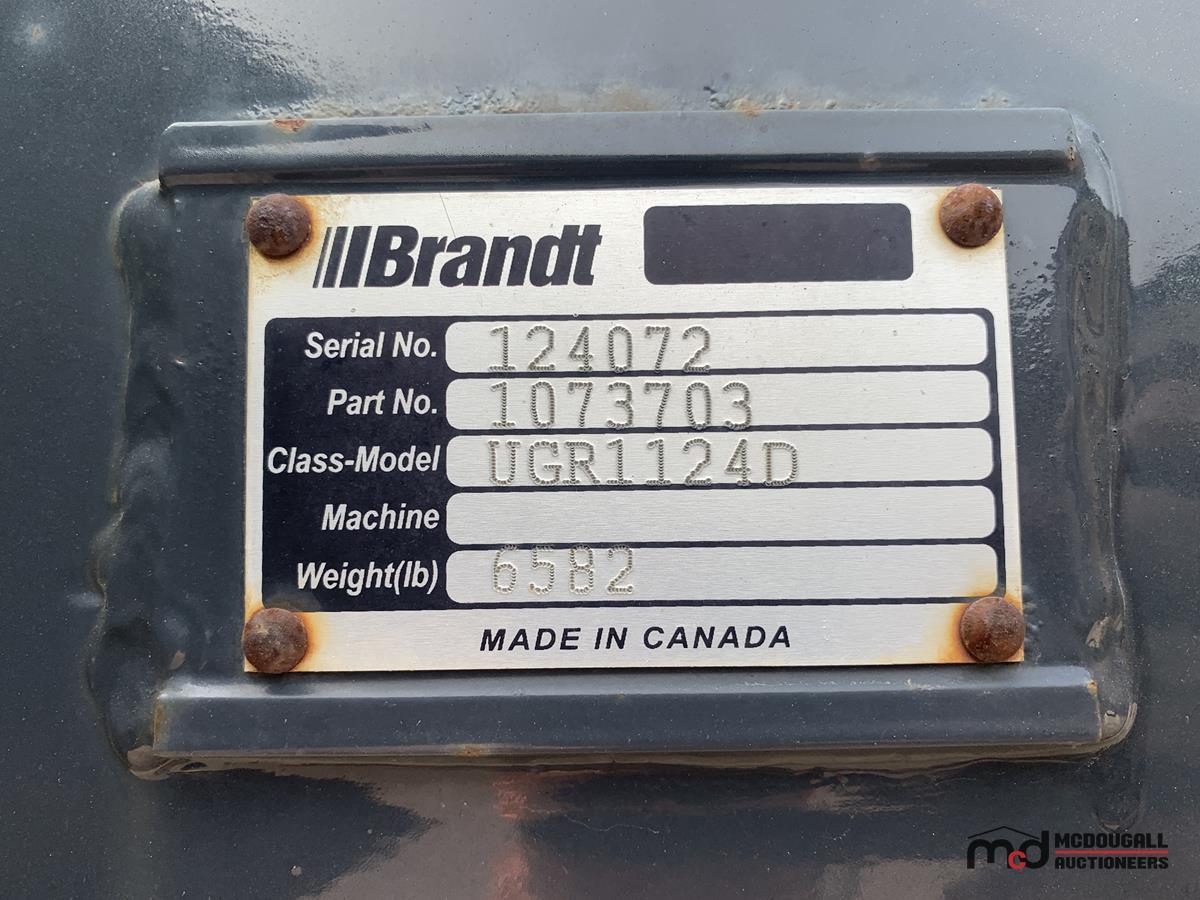 Brandt
Serial No. 124072
Part No. 1073703
Class-Model UGR1124D
Machine
Weight(lb) 6582
MADE IN CANADA
mcd MCDOUGALL
AUCTIONEERS